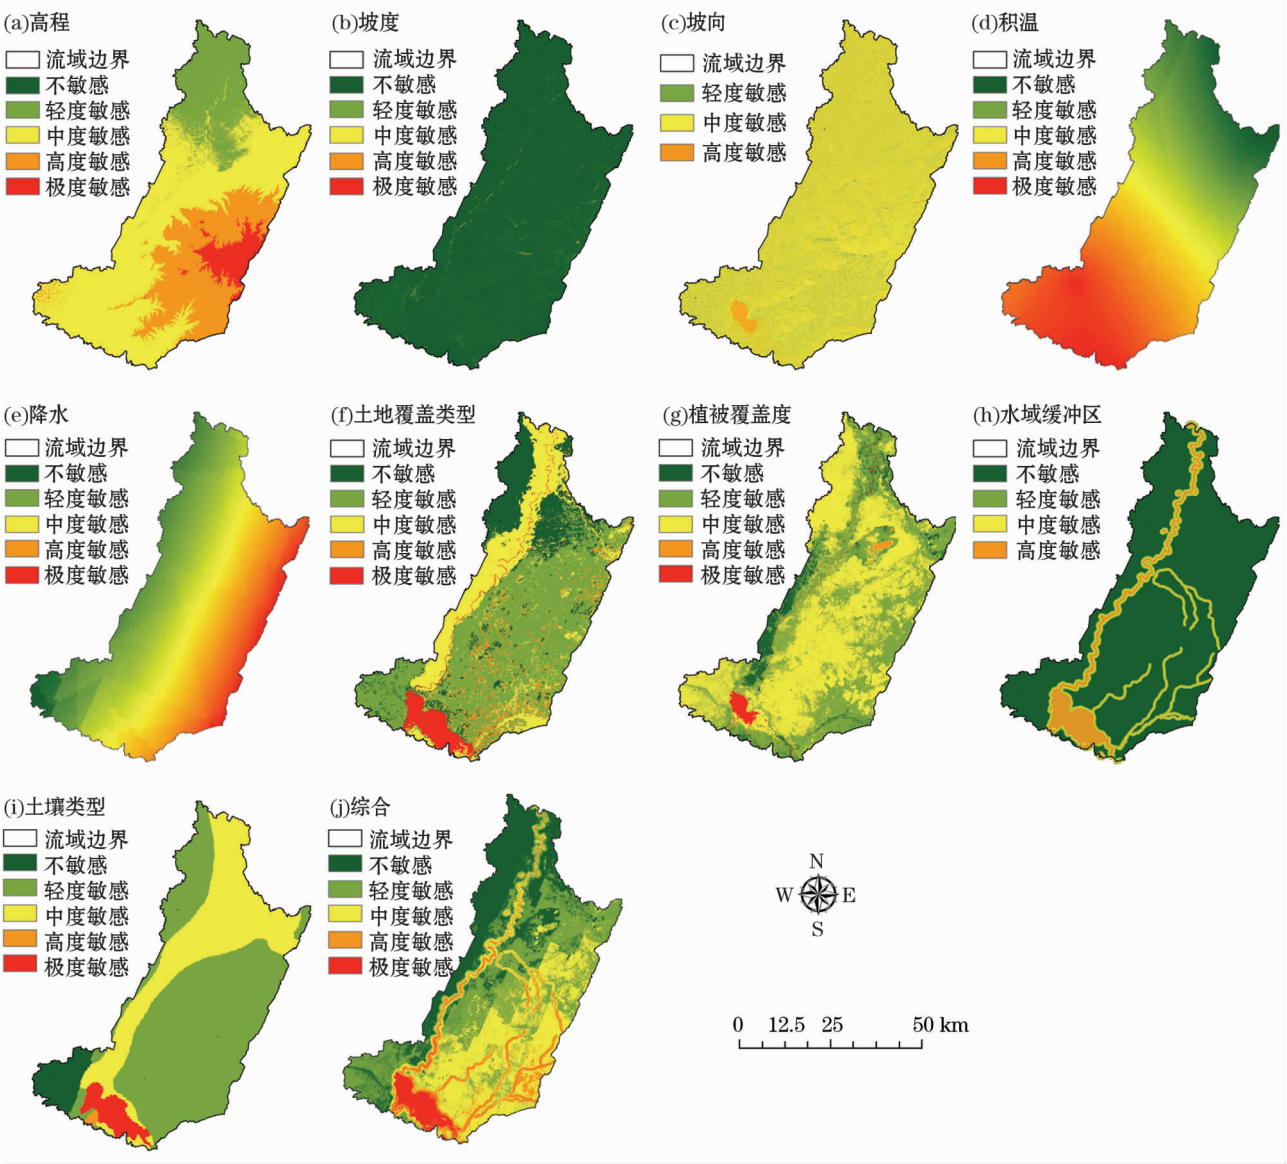 (a)高程
流域边界
不敏感
轻度敏感
中度敏感
高度敏感
极度敏感
(b)坡度
流域边界
不敏感
轻度敏感
中度敏感
高度敏感
极度敏感
(c)坡向
流域边界
轻度敏感
中度敏感
高度敏感
(d)积温
流域边界
不敏感
轻度敏感
中度敏感
高度敏感
极度敏感
(e)降水
流域边界
不敏感
轻度敏感
中度敏感
高度敏感
极度敏感
(f)土地覆盖类型
流域边界
不敏感
轻度敏感
中度敏感
高度敏感
极度敏感
(g)植被覆盖度
流域边界
不敏感
轻度敏感
中度敏感
高度敏感
极度敏感
(h)水域缓冲区
流域边界
不敏感
轻度敏感
中度敏感
高度敏感
(i)土壤类型
流域边界
不敏感
轻度敏感
中度敏感
高度敏感
极度敏感
(j)综合
流域边界
不敏感
轻度敏感
中度敏感
高度敏感
极度敏感
N
W E
S
0 12.5 25 50 km